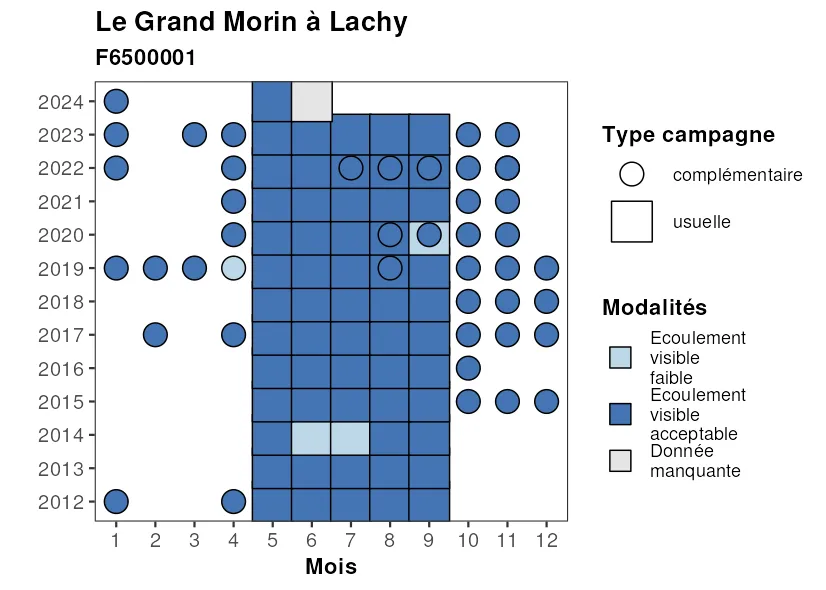 Le Grand Morin à Lachy
F6500001
2024
2023
2022
2021
2020
2019
2018
2017
2016
2015
2014
2013
2012
1 2 3 4 5 6 7 8 9 10 11 12
Mois
Type campagne
complémentaire
usuelle
Modalités
Ecoulement
visible
faible
Ecoulement
visible
acceptable
Donnée
manquante